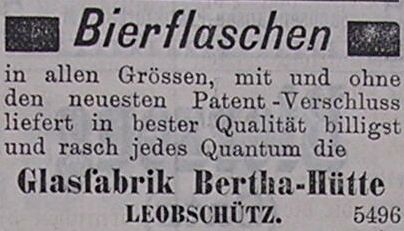 Bierflaschen
in allen Grössen, mit und ohne
den neuesten Patent-Verschluss
liefert in bester Qualität billigst
und rasch jedes Quantum die
Glasfabrik Bertha-Hütte
LEOBSCHÜTZ. 5496